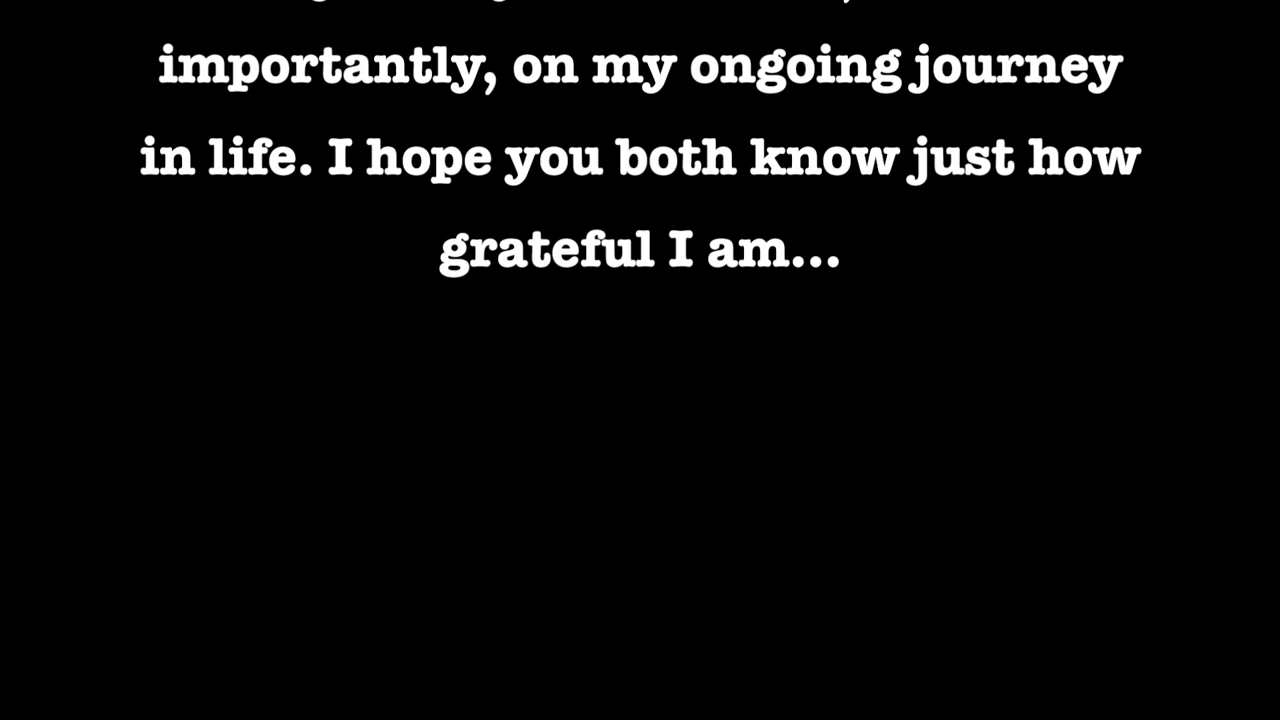 importantly, on my ongoing journey
in life. I hope you both know just how
grateful I am...